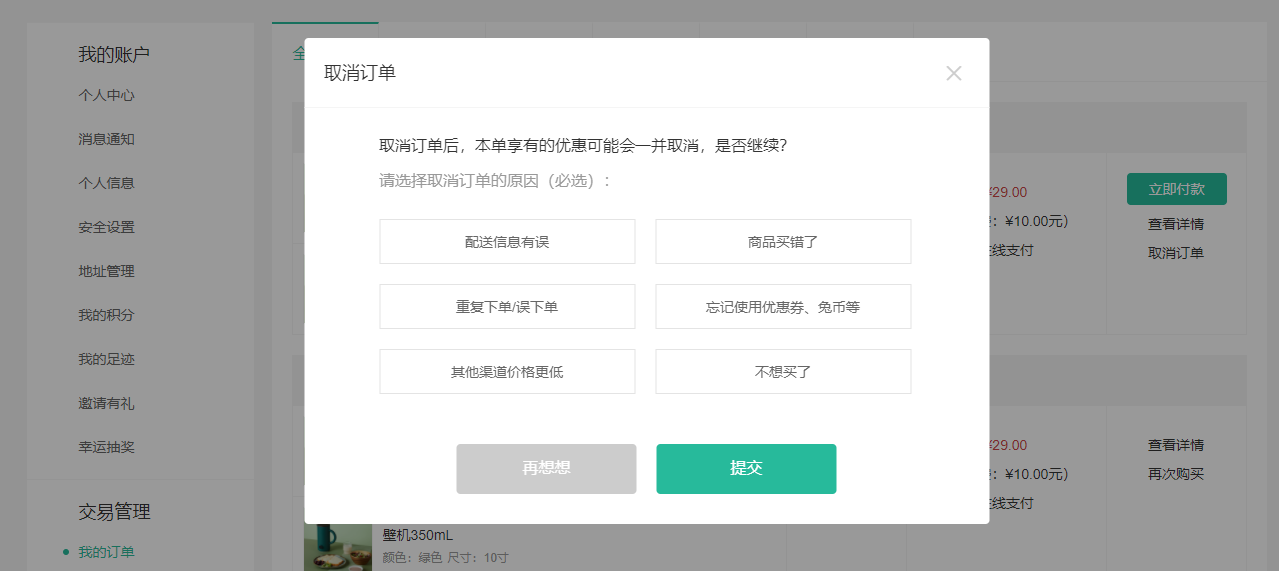 我的账户
个人中心
消息通知
个人信息
安全设置
地址管理
我的积分
我的足迹
邀请有礼
幸运抽奖
交易管理
我的订单
全
取消订单
取消订单后，本单享有的优惠可能会一并取消，是否继续？
请选择取消订单的原因（必选）：
配送信息有误
商品买错了
重复下单/误下单
忘记使用优惠券、兔币等
其他渠道价格更低
不想买了
再想想
提交
¥29.00
：¥10.00元）
线支付
立即付款
查看详情
取消订单
¥29.00
：¥10.00元）
线支付
查看详情
再次购买
壁机350mL
颜色：绿色 尺寸：10寸